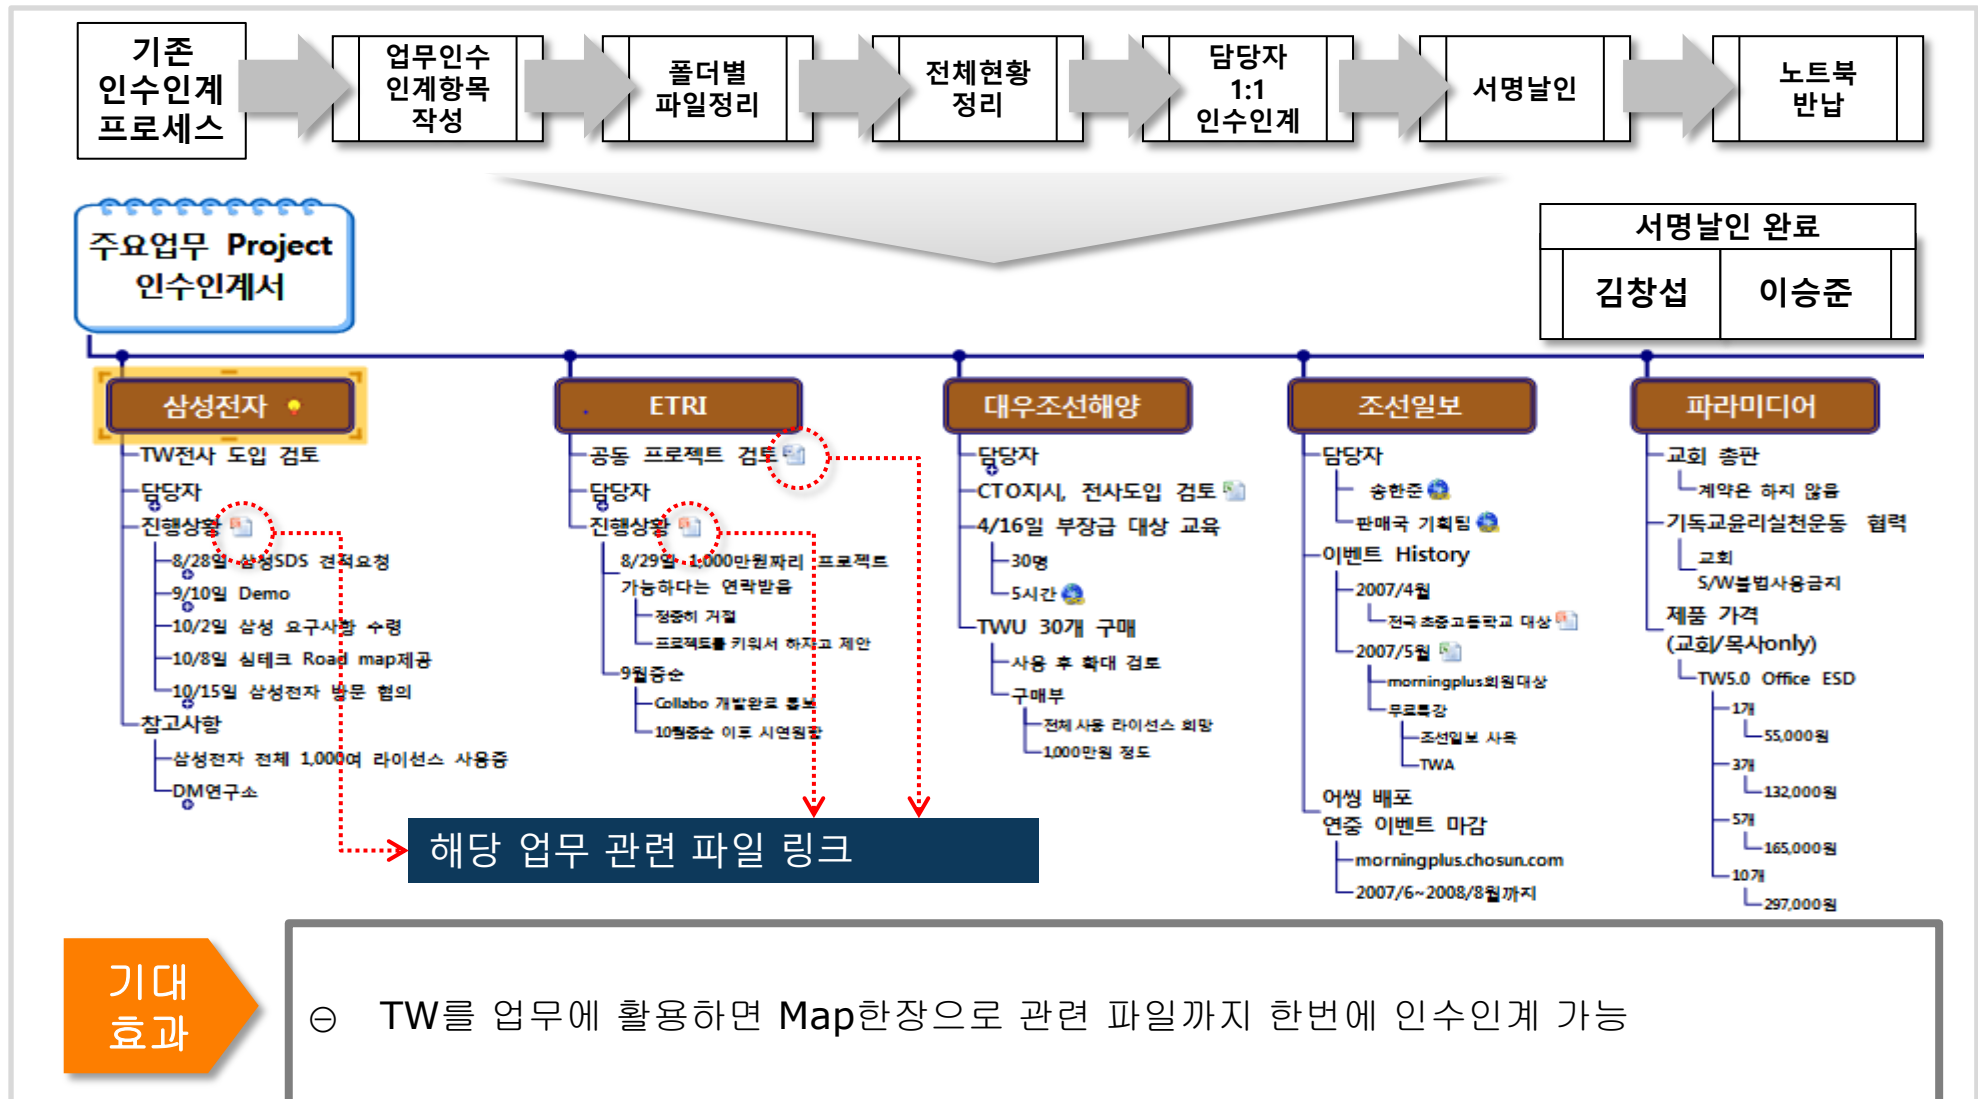 기존
인수인계
프로세스
업무인수
인계항목
작성
폴더별
파일정리
전체현황
정리
담당자
1:1
인수인계
서명날인
노트북
반납
주요업무 Project
인수인계서
서명날인 완료
김창섭 이승준
삼성전자
TW전사 도입 검토
담당자
진행상황
8/28일 삼성SDS 견적요청
9/10일 Demo
10/2일 삼성 요구사항 수령
10/8일 심테크 Road map제공
10/15일 삼성전자 방문 협의
참고사항
삼성전자 전체 1,000여 라이선스 사용중
DM연구소
ETRI
공동 프로젝트 검토
담당자
진행상황
8/29일 1,000만원짜리 프로젝트
가능하다는 연락받음
정중히 거절
프로젝트를 키워서 하자고 제안
9월중순
Collabo 개발완료 통보
10월중순 이후 시연원함
대우조선해양
담당자
CTO지시, 전사도입 검토
4/16일 부장급 대상 교육
30명
5시간
TWU 30개 구매
사용 후 확대 검토
구매부
전체 사용 라이선스 희망
1,000만원 정도
조선일보
담당자
송한준
판매국 기획팀
이벤트 History
2007/4월
전국 초중고등학교 대상
2007/5월
morningplus회원대상
무료특강
조선일보 사옥
TWA
어씽 배포
연중 이벤트 마감
morningplus.chosun.com
2007/6~2008/8월까지
파라미디어
교회 총판
계약은 하지 않음
기독교윤리실천운동 협력
교회
S/W불법사용금지
제품 가격
(교회/목사only)
TW5.0 Office ESD
1개
55,000원
3개
132,000원
5개
165,000원
10개
297,000원
해당 업무 관련 파일 링크
기대
효과
⊖ TW를 업무에 활용하면 Map한장으로 관련 파일까지 한번에 인수인계 가능